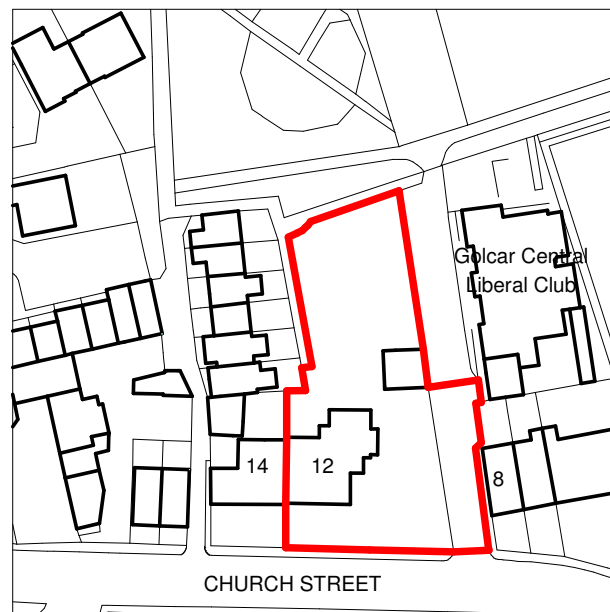 Golcar Central
Liberal Club
14
12
8
CHURCH STREET